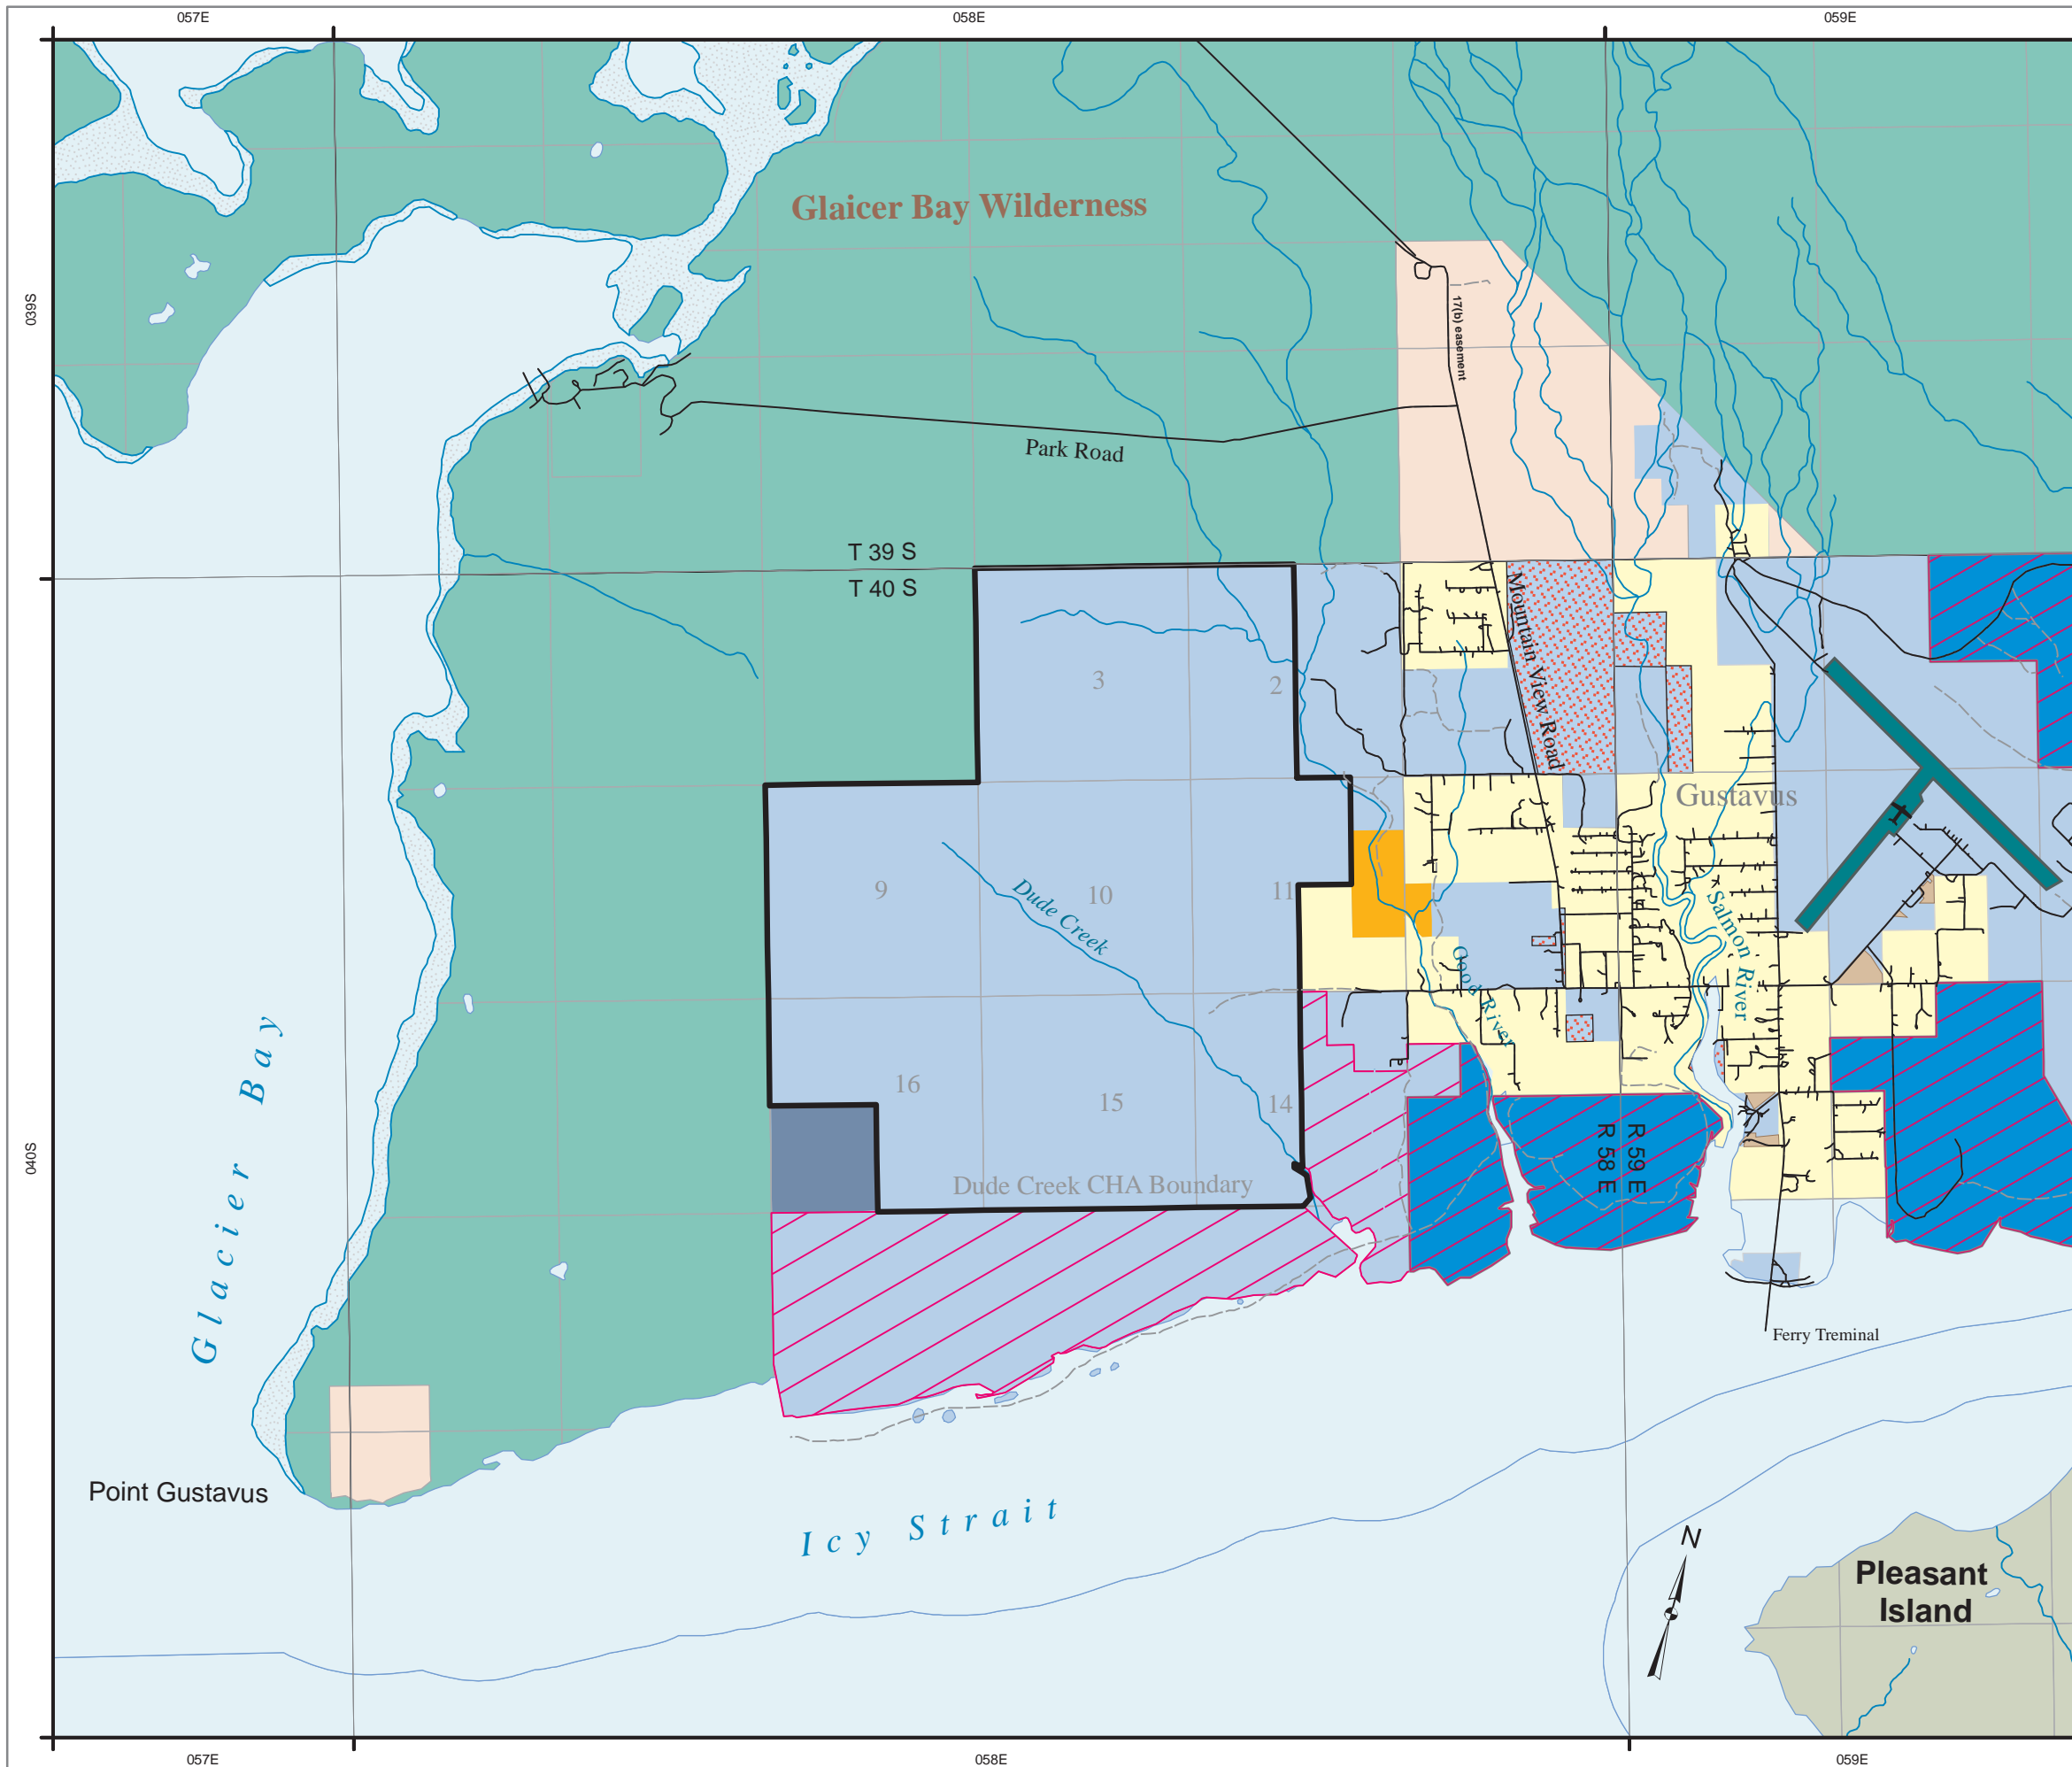 057E
058E
059E
Glaicer Bay Wilderness
039S
17(b) easement
Park Road
T 39 S
T 40 S
Mountain View Road
3
2
Gustavus
9
10
11
Dude Creek
Salmon River
Good River
Glacier Bay
16
15
14
040S
R 59 E
R 58 E
Dude Creek CHA Boundary
Ferry Treminal
Point Gustavus
Icy Strait
N
Pleasant
Island
057E
058E
059E